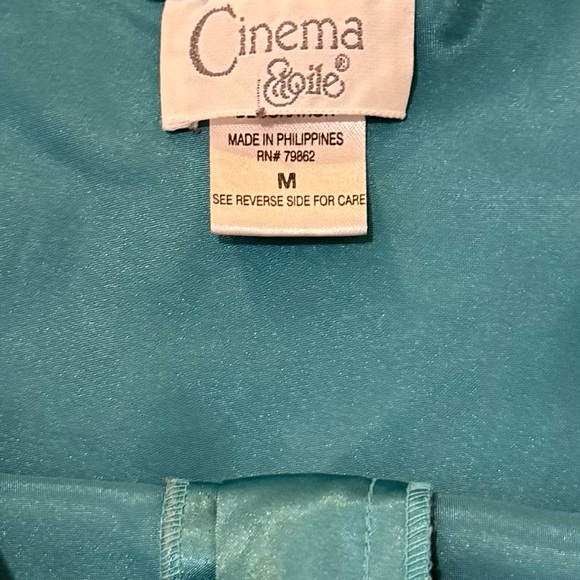 Cinema
Etoile®
MADE IN PHILIPPINES
RN# 79862
M
SEE REVERSE SIDE FOR CARE